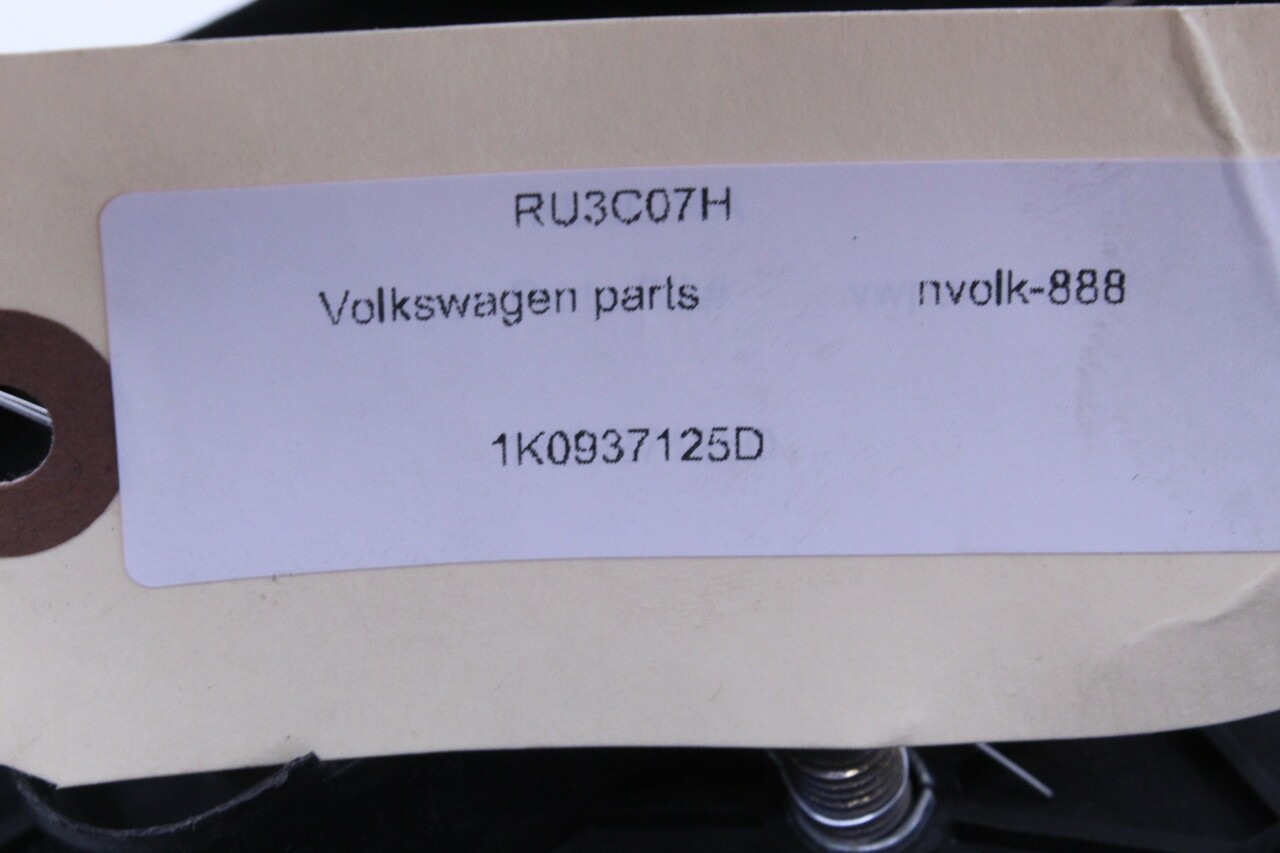 RU3C07H
Volkswagen parts nvolk-888
1K0937125D